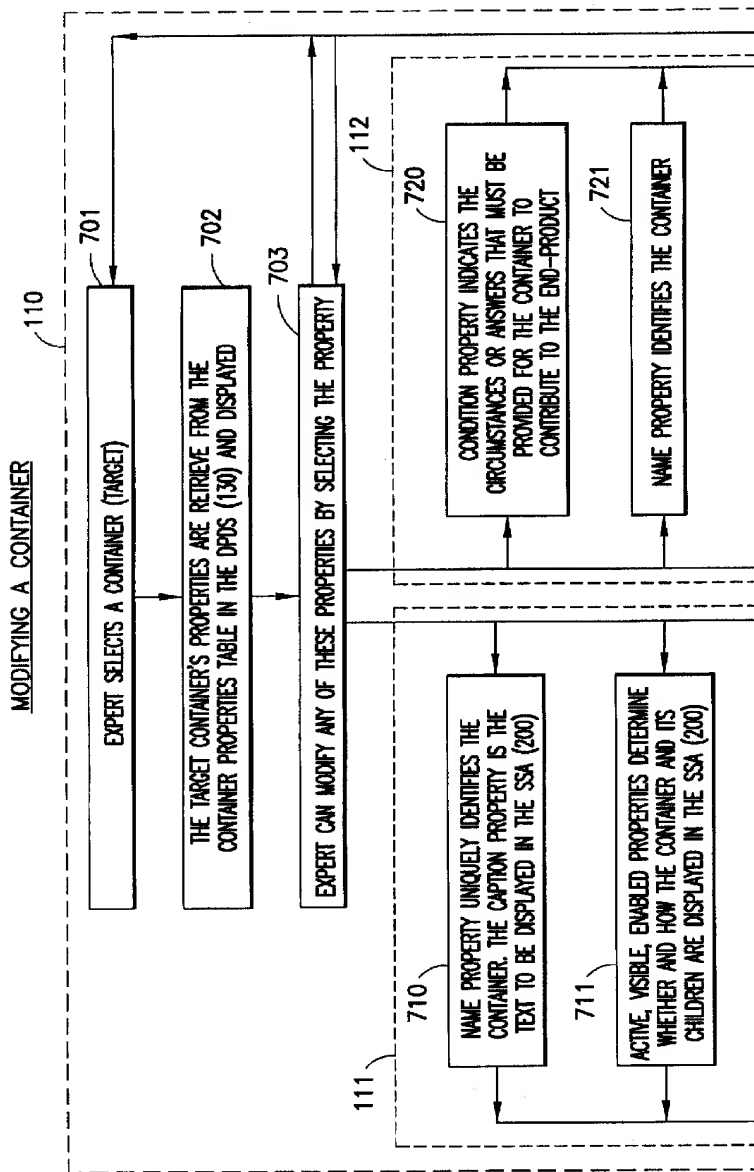 MODIFYING A CONTAINER
110
701
EXPERT SELECTS A CONTAINER (TARGET)
702
THE TARGET CONTAINER'S PROPERTIES ARE RETRIEVE FROM THE
CONTAINER PROPERTIES TABLE IN THE DPDS (130) AND DISPLAYED
703
EXPERT CAN MODIFY ANY OF THESE PROPERTIES BY SELECTING THE PROPERTY
111
710
NAME PROPERTY UNIQUELY IDENTIFIES THE
CONTAINER. THE CAPTION PROPERTY IS THE
TEXT TO BE DISPLAYED IN THE SSA (200)
711
ACTIVE, VISIBLE, ENABLED PROPERTIES DETERMINE
WHETHER AND HOW THE CONTAINER AND ITS
CHILDREN ARE DISPLAYED IN THE SSA (200)
112
720
CONDITION PROPERTY INDICATES THE
CIRCUMSTANCES OR ANSWERS THAT MUST BE
PROVIDED FOR THE CONTAINER TO
CONTRIBUTE TO THE END-PRODUCT
721
NAME PROPERTY IDENTIFIES THE CONTAINER